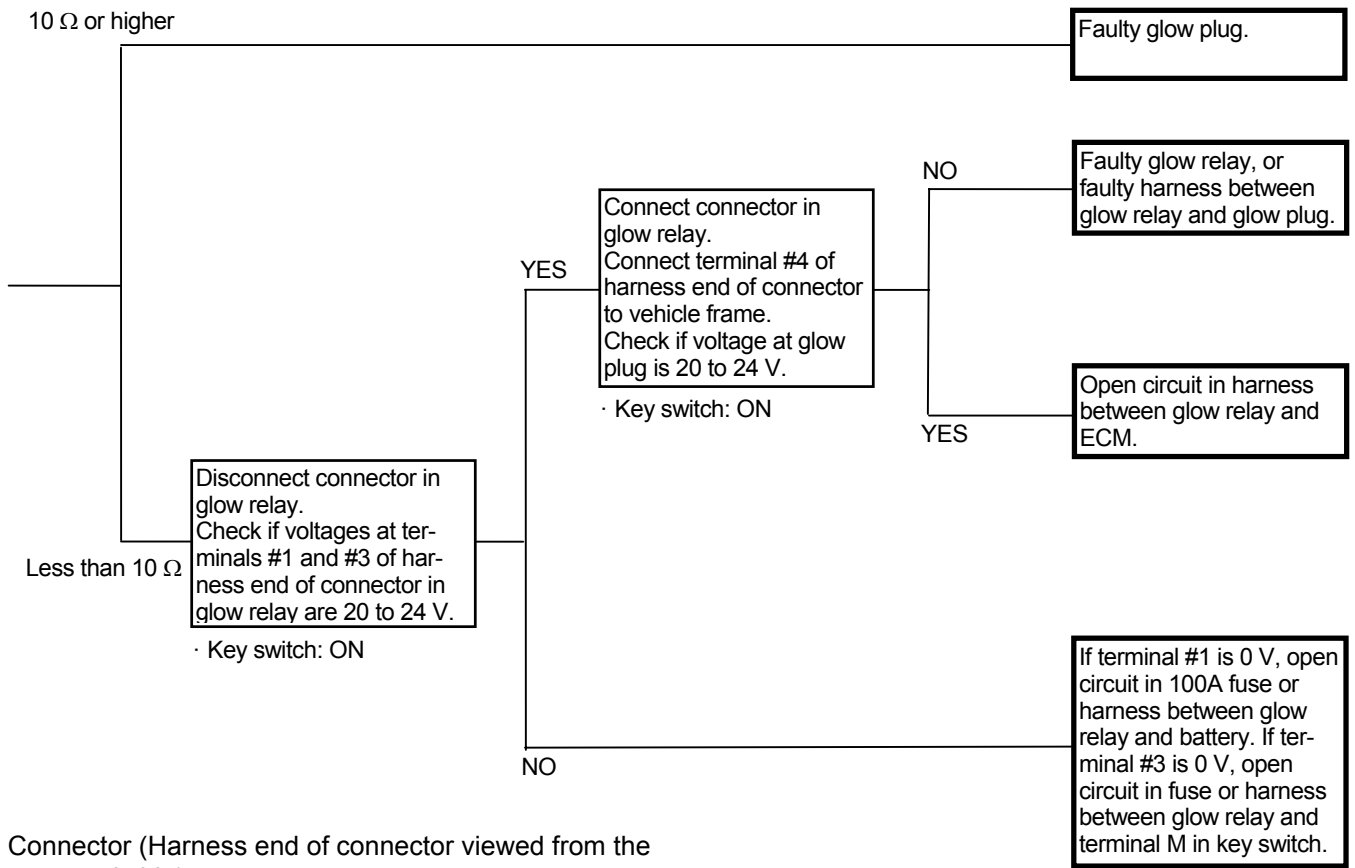 10 Ω or higher
Faulty glow plug.
NO
Faulty glow relay, or
faulty harness between
glow relay and glow plug.
YES
Connect connector in
glow relay.
Connect terminal #4 of
harness end of connector
to vehicle frame.
Check if voltage at glow
plug is 20 to 24 V.
· Key switch: ON
YES
Open circuit in harness
between glow relay and
ECM.
Less than 10 Ω
Disconnect connector in
glow relay.
Check if voltages at ter-
minals #1 and #3 of har-
ness end of connector in
glow relay are 20 to 24 V.
· Key switch: ON
NO
If terminal #1 is 0 V, open
circuit in 100A fuse or
harness between glow
relay and battery. If ter-
minal #3 is 0 V, open
circuit in fuse or harness
between glow relay and
terminal M in key switch.
Connector (Harness end of connector viewed from the